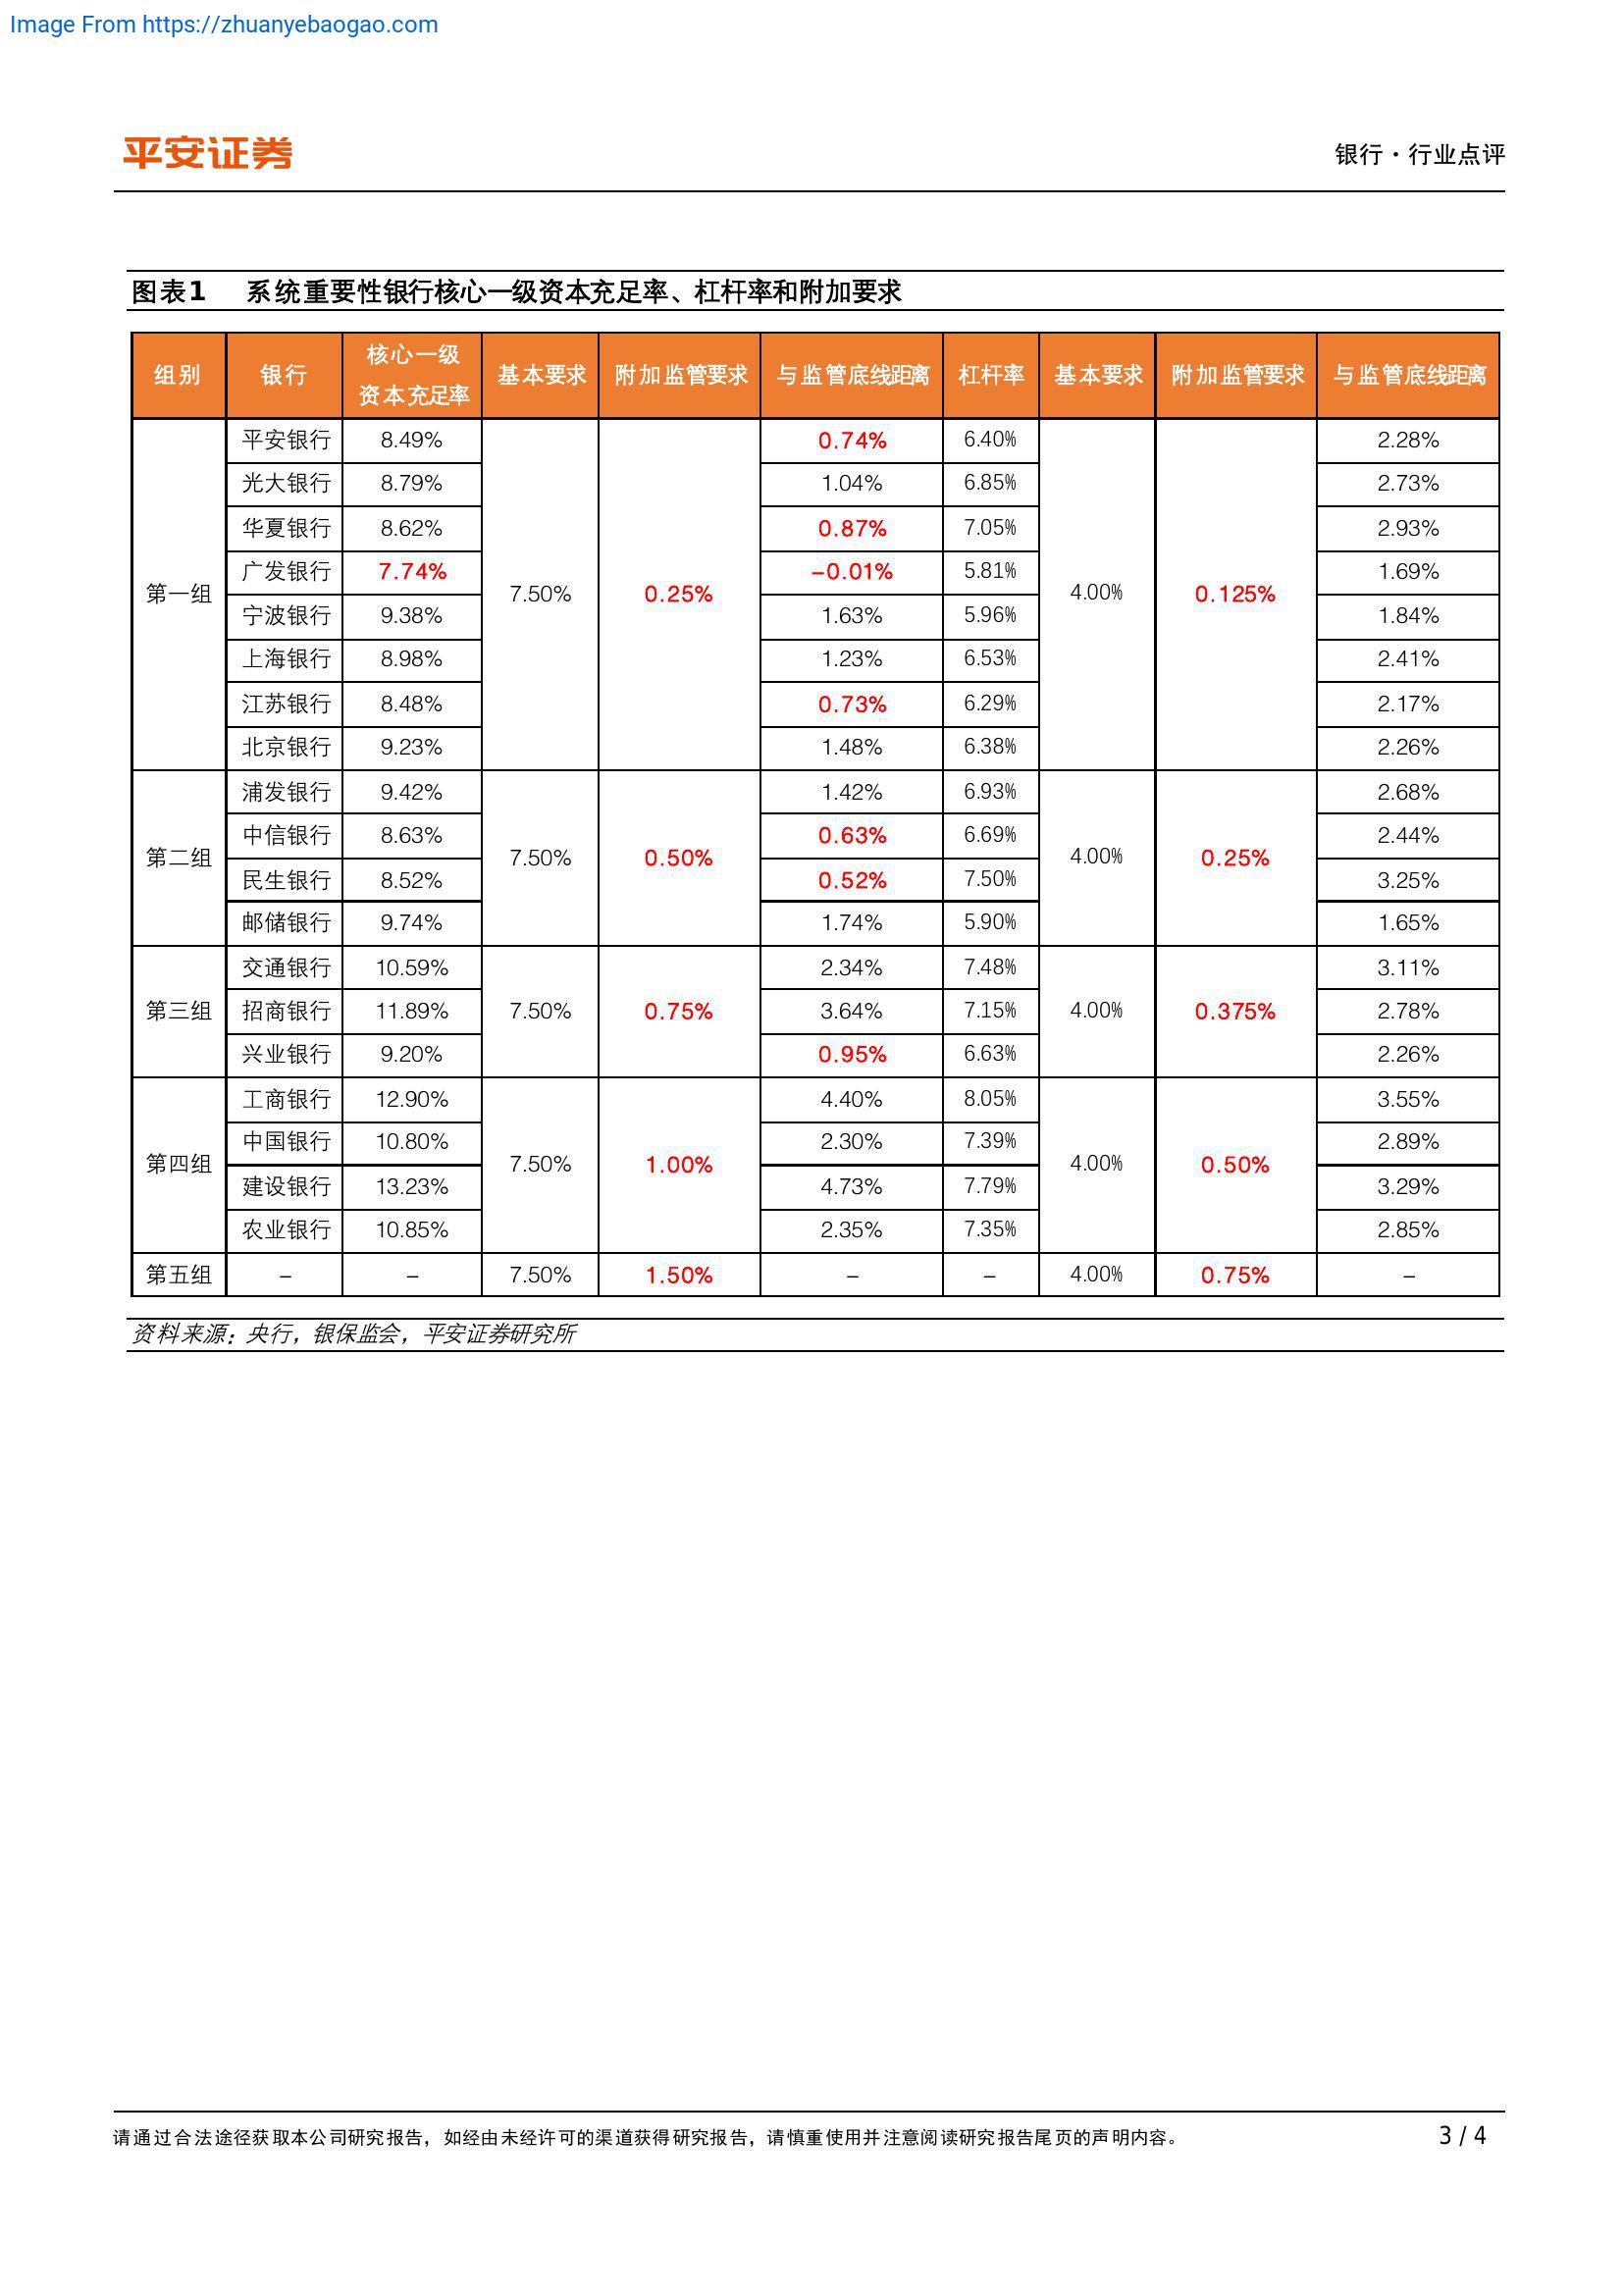 Image From https://zhuanyebaogao.com
平安证券
银行·行业点评
图表1 系统重要性银行核心一级资本充足率、杠杆率和附加要求
组别 银行 核心一级资本充足率 基本要求 附加监管要求 与监管底线距离 杠杆率 基本要求 附加监管要求 与监管底线距离
第一组 平安银行 8.49% 7.50% 0.25% 0.74% 6.40% 4.00% 0.125% 2.28%
光大银行 8.79% 1.04% 6.85% 2.73%
华夏银行 8.62% 0.87% 7.05% 2.93%
广发银行 7.74% -0.01% 5.81% 1.69%
宁波银行 9.38% 1.63% 5.96% 1.84%
上海银行 8.98% 1.23% 6.53% 2.41%
江苏银行 8.48% 0.73% 6.29% 2.17%
北京银行 9.23% 1.48% 6.38% 2.26%
第二组 浦发银行 9.42% 7.50% 0.50% 1.42% 6.93% 4.00% 0.25% 2.68%
中信银行 8.63% 0.63% 6.69% 2.44%
民生银行 8.52% 0.52% 7.50% 3.25%
邮储银行 9.74% 1.74% 5.90% 1.65%
第三组 交通银行 10.59% 7.50% 0.75% 2.34% 7.48% 4.00% 0.375% 3.11%
招商银行 11.89% 3.64% 7.15% 2.78%
兴业银行 9.20% 0.95% 6.63% 2.26%
第四组 工商银行 12.90% 7.50% 1.00% 4.40% 8.05% 4.00% 0.50% 3.55%
中国银行 10.80% 2.30% 7.39% 2.89%
建设银行 13.23% 4.73% 7.79% 3.29%
农业银行 10.85% 2.35% 7.35% 2.85%
第五组 - - 7.50% 1.50% - - 4.00% 0.75% -
资料来源：央行，银保监会，平安证券研究所
请通过合法途径获取本公司研究报告，如经由未经许可的渠道获得研究报告，请慎重使用并注意阅读研究报告尾页的声明内容。
3 / 4